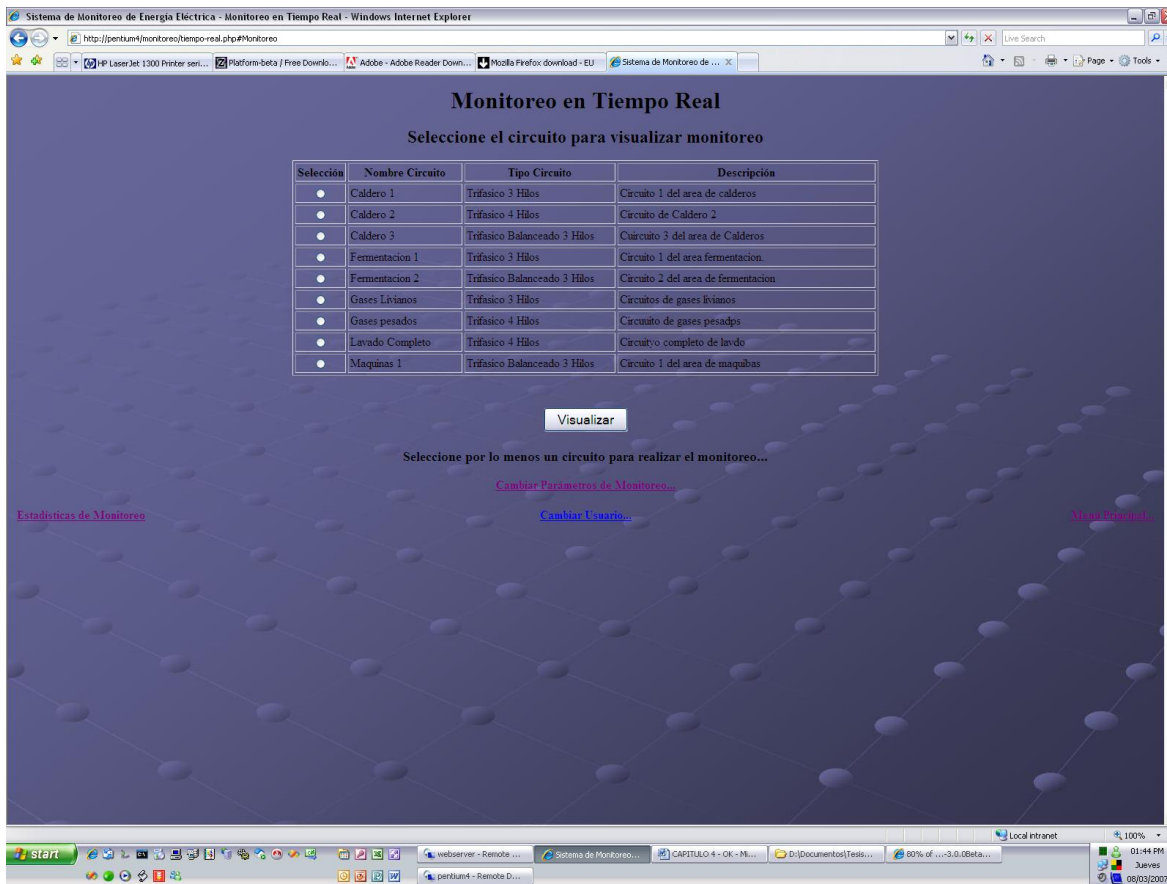 Sistema de Monitoreo de Energía Eléctrica - Monitoreo en Tiempo Real - Windows Internet Explorer
http://pentium4/monitoreo/tiempo-real.php#Monitoreo
Live Search
HP LaserJet 1300 Printer seri... Platform-beta / Free Downlo... Adobe - Adobe Reader Down... Mozilla Firefox download - EU Sistema de Monitoreo de ... Page Tools
Monitoreo en Tiempo Real
Seleccione el circuito para visualizar monitoreo
Selección Nombre Circuito Tipo Circuito Descripción
Caldero 1 Trifasico 3 Hilos Circuito 1 del area de calderos
Caldero 2 Trifasico 4 Hilos Circuito de Caldero 2
Caldero 3 Trifasico Balanceado 3 Hilos Cuircuito 3 del area de Calderos
Fermentacion 1 Trifasico 3 Hilos Circuito 1 del area fermentacion.
Fermentacion 2 Trifasico Balanceado 3 Hilos Circuito 2 del area de fermentacion
Gases Livianos Trifasico 3 Hilos Circuitos de gases livianos
Gases pesados Trifasico 4 Hilos Circuuito de gases pesadps
Lavado Completo Trifasico 4 Hilos Circuityo completo de lavdo
Maquinas 1 Trifasico Balanceado 3 Hilos Circuito 1 del area de maquibas
Visualizar
Seleccione por lo menos un circuito para realizar el monitoreo...
Cambiar Parámetros de Monitoreo...
Estadísticas de Monitoreo Cambiar Usuario... Menú Principal...
Local intranet 100%
start webserver - Remote ... Sistema de Monitoreo... CAPITULO 4 - OK - Mi... D:\Documentos\Tesis... 80% of ...-3.0.0Beta... 01:44 PM
Jueves
pentium4 - Remote D... 08/03/2007